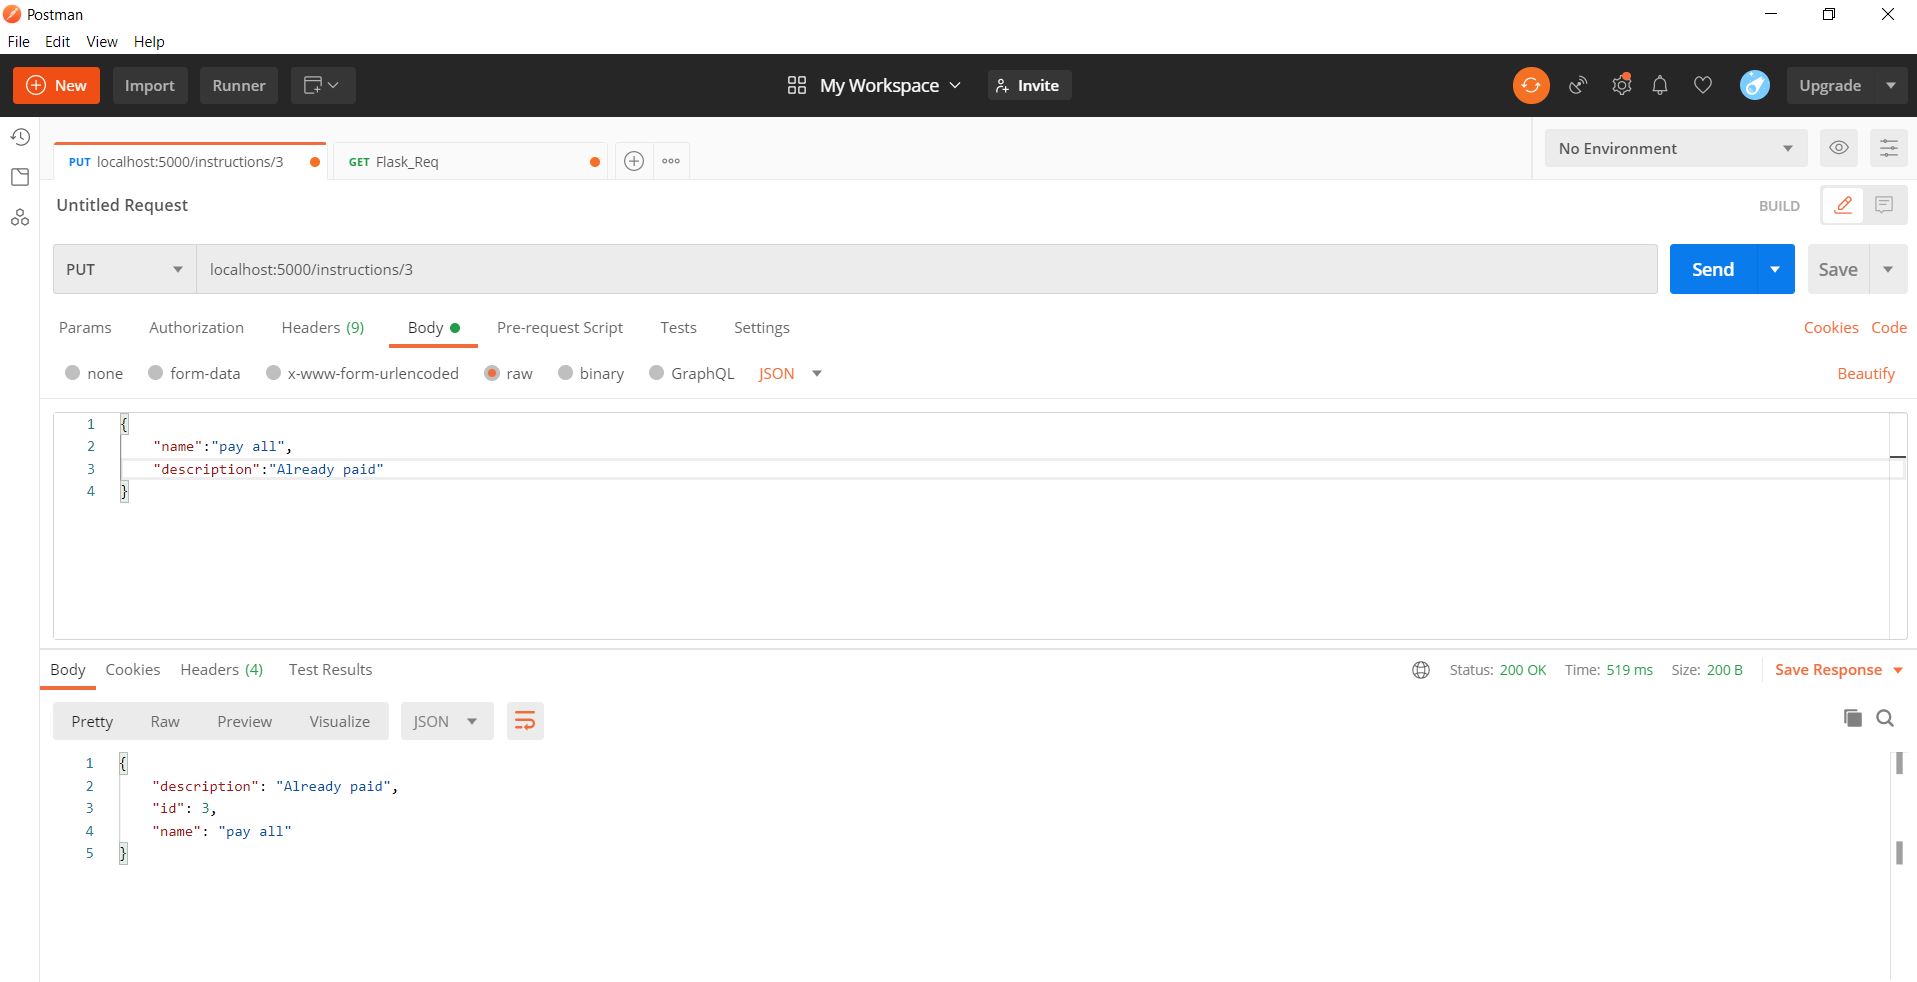 Postman
File Edit View Help
New Import Runner My Workspace Invite Upgrade
PUT localhost:5000/instructions/3 GET Flask_Req No Environment
Untitled Request BUILD
PUT localhost:5000/instructions/3 Send Save
Params Authorization Headers (9) Body Pre-request Script Tests Settings Cookies Code
none form-data x-www-form-urlencoded raw binary GraphQL JSON Beautify
1 {
2 "name":"pay all",
3 "description":"Already paid"
4 }
Body Cookies Headers (4) Test Results Status: 200 OK Time: 519 ms Size: 200 B Save Response
Pretty Raw Preview Visualize JSON
1 {
2 "description": "Already paid",
3 "id": 3,
4 "name": "pay all"
5 }